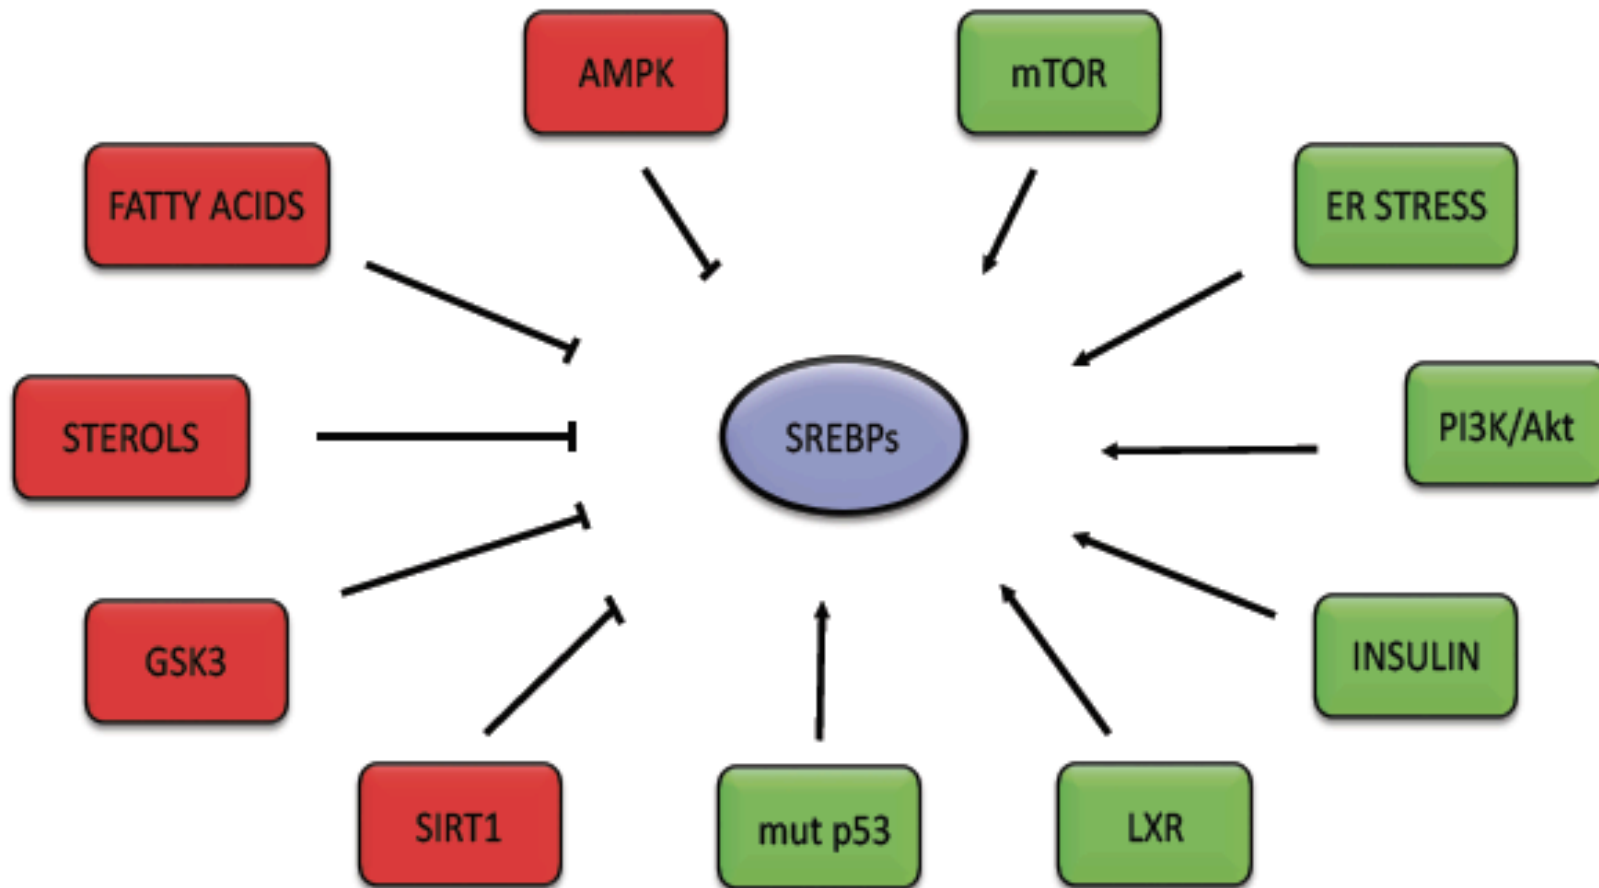 AMPK
mTOR
FATTY ACIDS
ER STRESS
STEROLS
SREBPs
PI3K/Akt
GSK3
INSULIN
SIRT1
mut p53
LXR